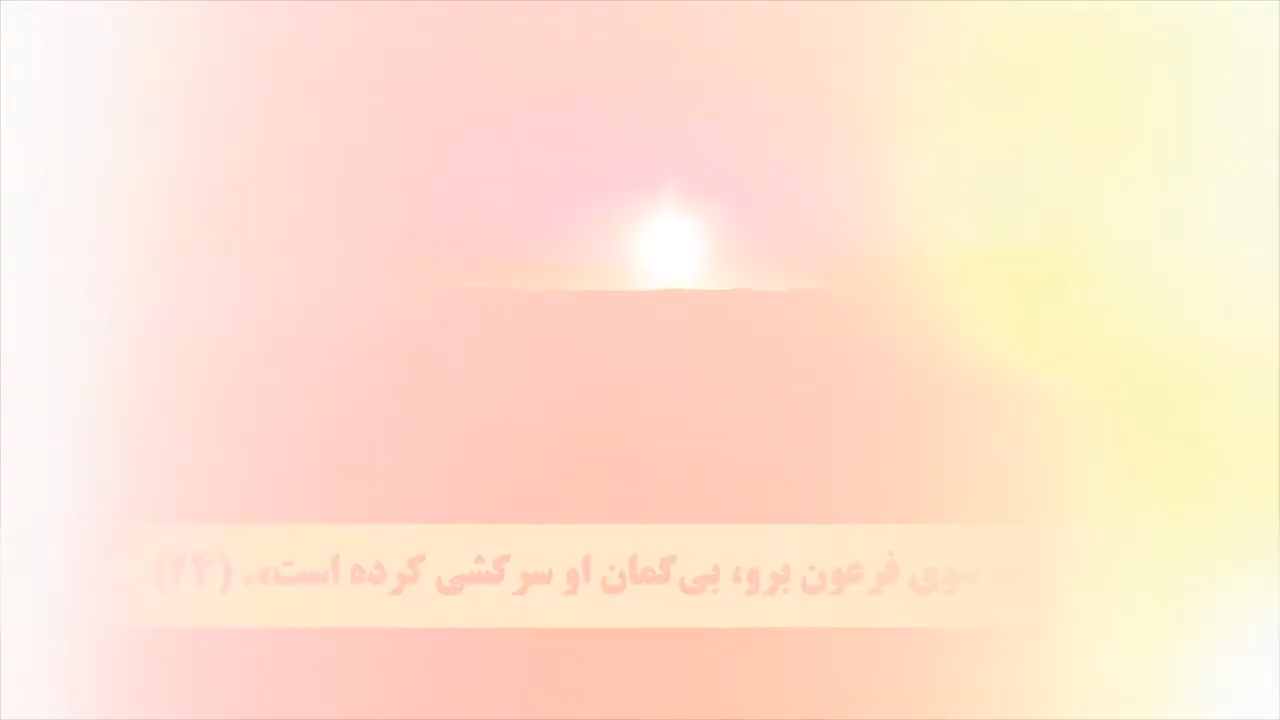 سوی فرعون برو، بی‌گمان او سرکشی کرده است». (۲۴)